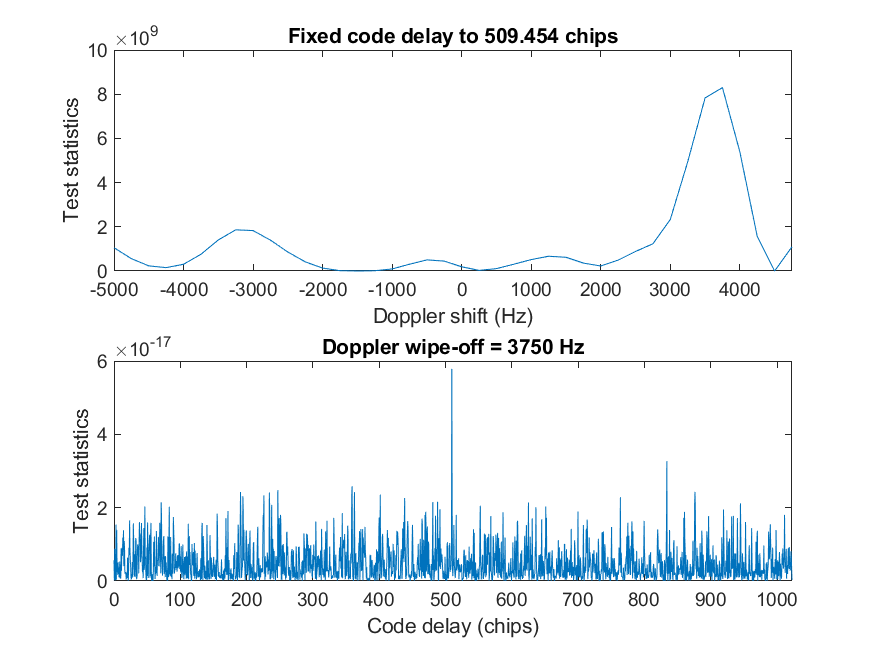 Fixed code delay to 509.454 chips
×10⁹
10
8
6
4
2
0
Test statistics
-5000 -4000 -3000 -2000 -1000 0 1000 2000 3000 4000
Doppler shift (Hz)
Doppler wipe-off = 3750 Hz
×10⁻¹⁷
6
4
2
0
Test statistics
0 100 200 300 400 500 600 700 800 900 1000
Code delay (chips)